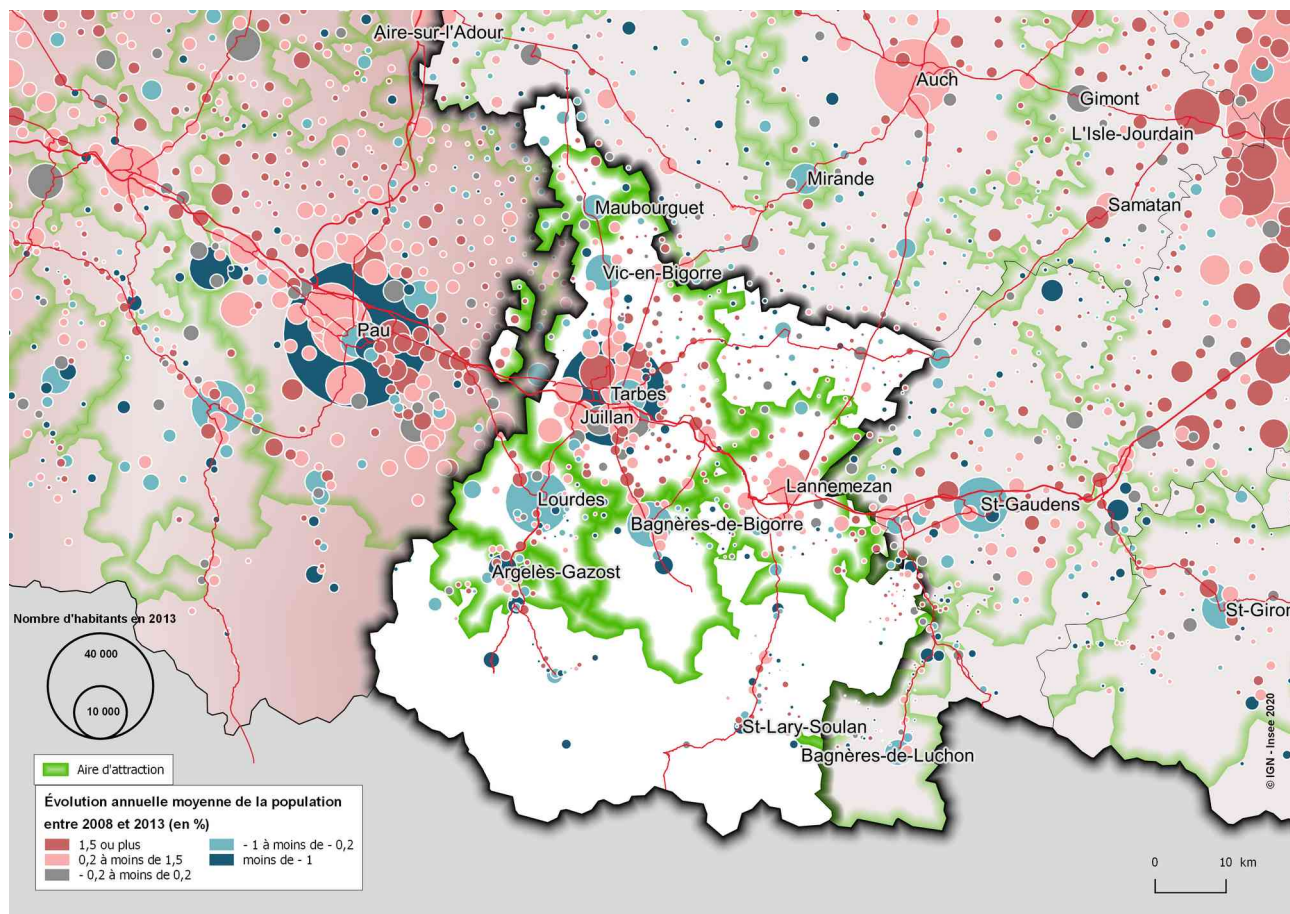 Aire-sur-l'Adour
Auch
Gimont
L'Isle-Jourdain
Mirande
Samatan
Maubourguet
Vic-en-Bigorre
Pau
Tarbes
Juillan
Lannemezan
Lourdes
St-Gaudens
Bagnères-de-Bigorre
Argelès-Gazost
St-Giron
St-Lary-Soulan
Bagnères-de-Luchon
Nombre d'habitants en 2013
40 000
10 000
Aire d'attraction
Évolution annuelle moyenne de la population
entre 2008 et 2013 (en %)
1,5 ou plus
0,2 à moins de 1,5
- 0,2 à moins de 0,2
- 1 à moins de - 0,2
moins de - 1
0 10 km
© IGN - Insee 2020